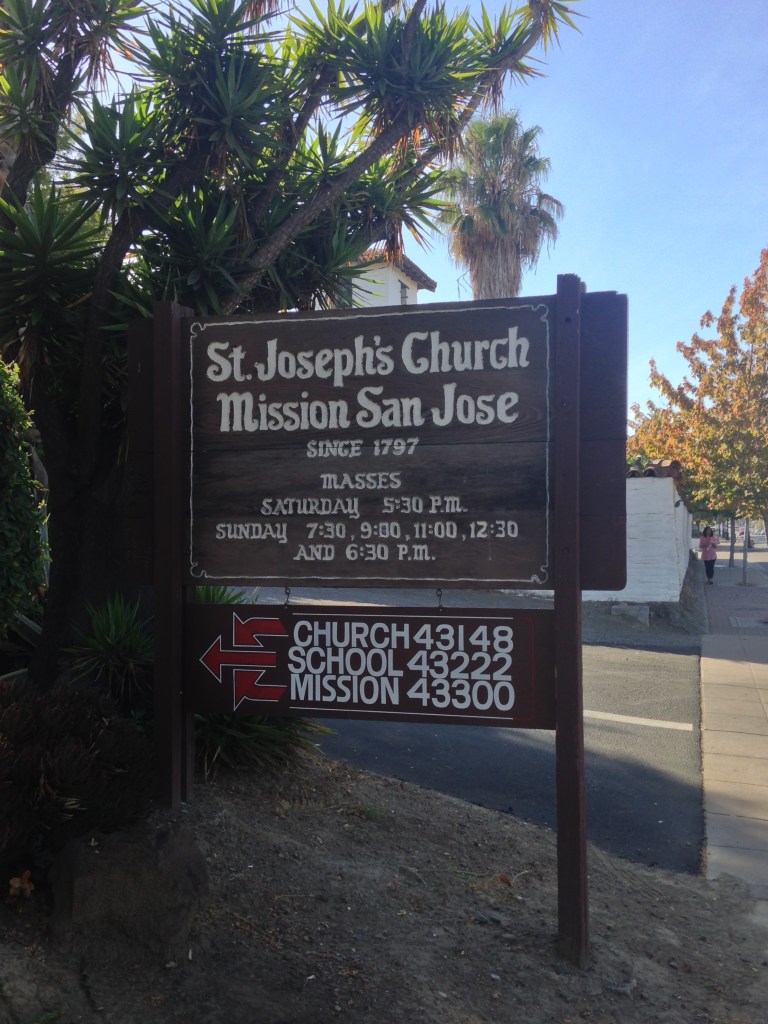 St. Joseph's Church
Mission San Jose
SINCE 1797
MASSES
SATURDAY 5:30 P.M.
SUNDAY 7:30, 9:00, 11:00, 12:30
AND 6:30 P.M.
CHURCH 43148
SCHOOL 43222
MISSION 43300